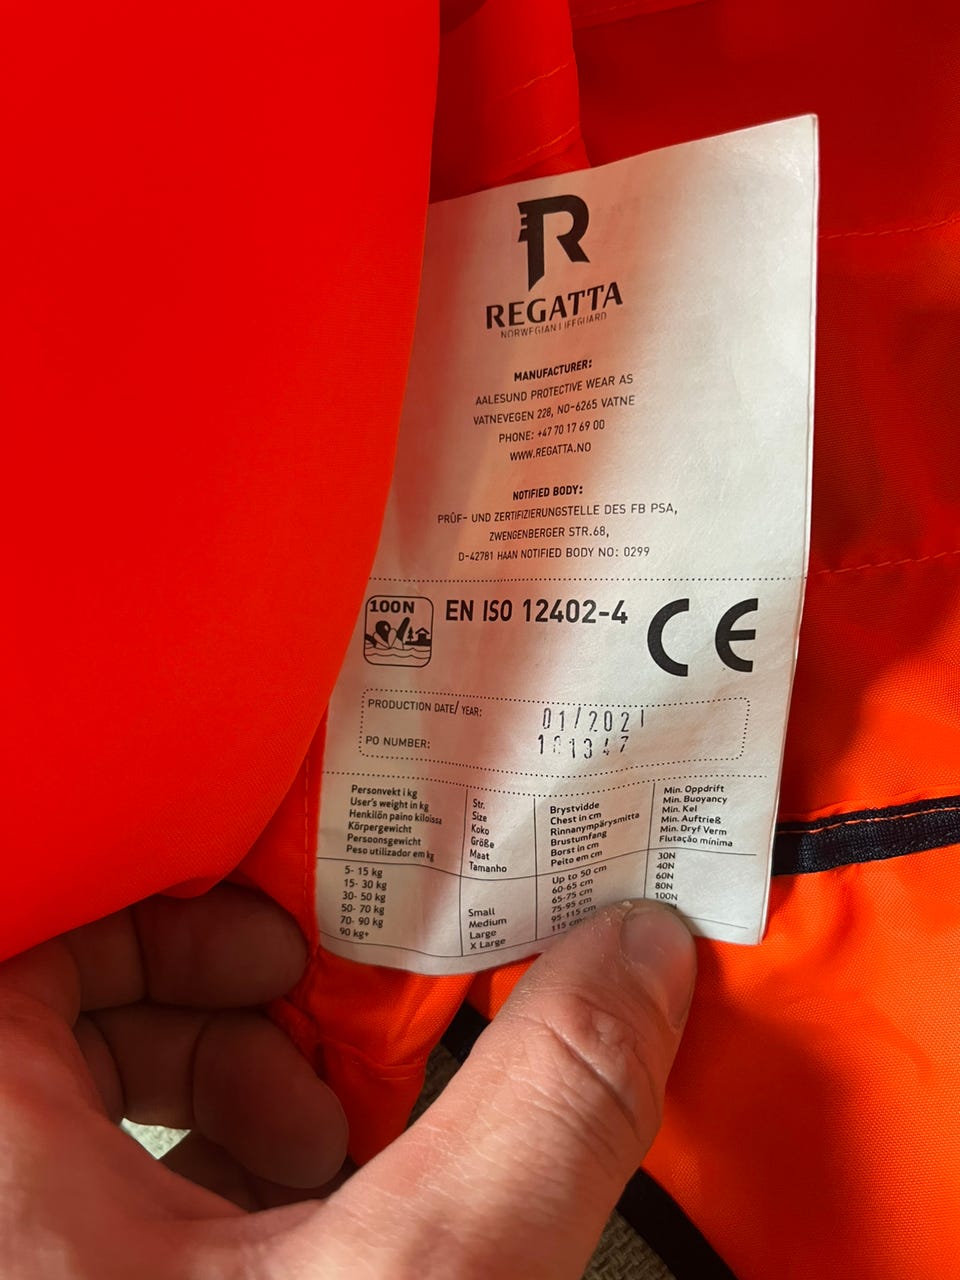 REGATTA
NORWEGIAN LIFEGUARD
MANUFACTURER:
AALESUND PROTECTIVE WEAR AS
VATNEVEGEN 228, NO-6265 VATNE
PHONE: +47 70 17 69 00
WWW.REGATTA.NO
NOTIFIED BODY:
PRÜF- UND ZERTIFIZIERUNGSTELLE DES FB PSA,
ZWENGENBERGER STR.68,
D-42781 HAAN NOTIFIED BODY NO: 0299
100N
EN ISO 12402-4
CE
PRODUCTION DATE/ YEAR: 01/2021
PO NUMBER:
Personvekt i kg
User's weight in kg
Henkilön paino kiloissa
Körpergewicht
Persoonsgewicht
Peso utilizador em kg
Str.
Size
Koko
Größe
Maat
Tamanho
Brystvidde
Chest in cm
Rinnanympärysmitta
Brustumfang
Borst in cm
Peito em cm
Min. Oppdrift
Min. Buoyancy
Min. Kel
Min. Auftrieß
Min. Dryf Verm
Flutação mínima
5- 15 kg
15- 30 kg
30- 50 kg
50- 70 kg
70- 90 kg
90 kg+
Small
Medium
Large
X Large
Up to 50 cm
60-65 cm
65-75 cm
75-95 cm
95-115 cm
115 cm+
30N
40N
60N
80N
100N